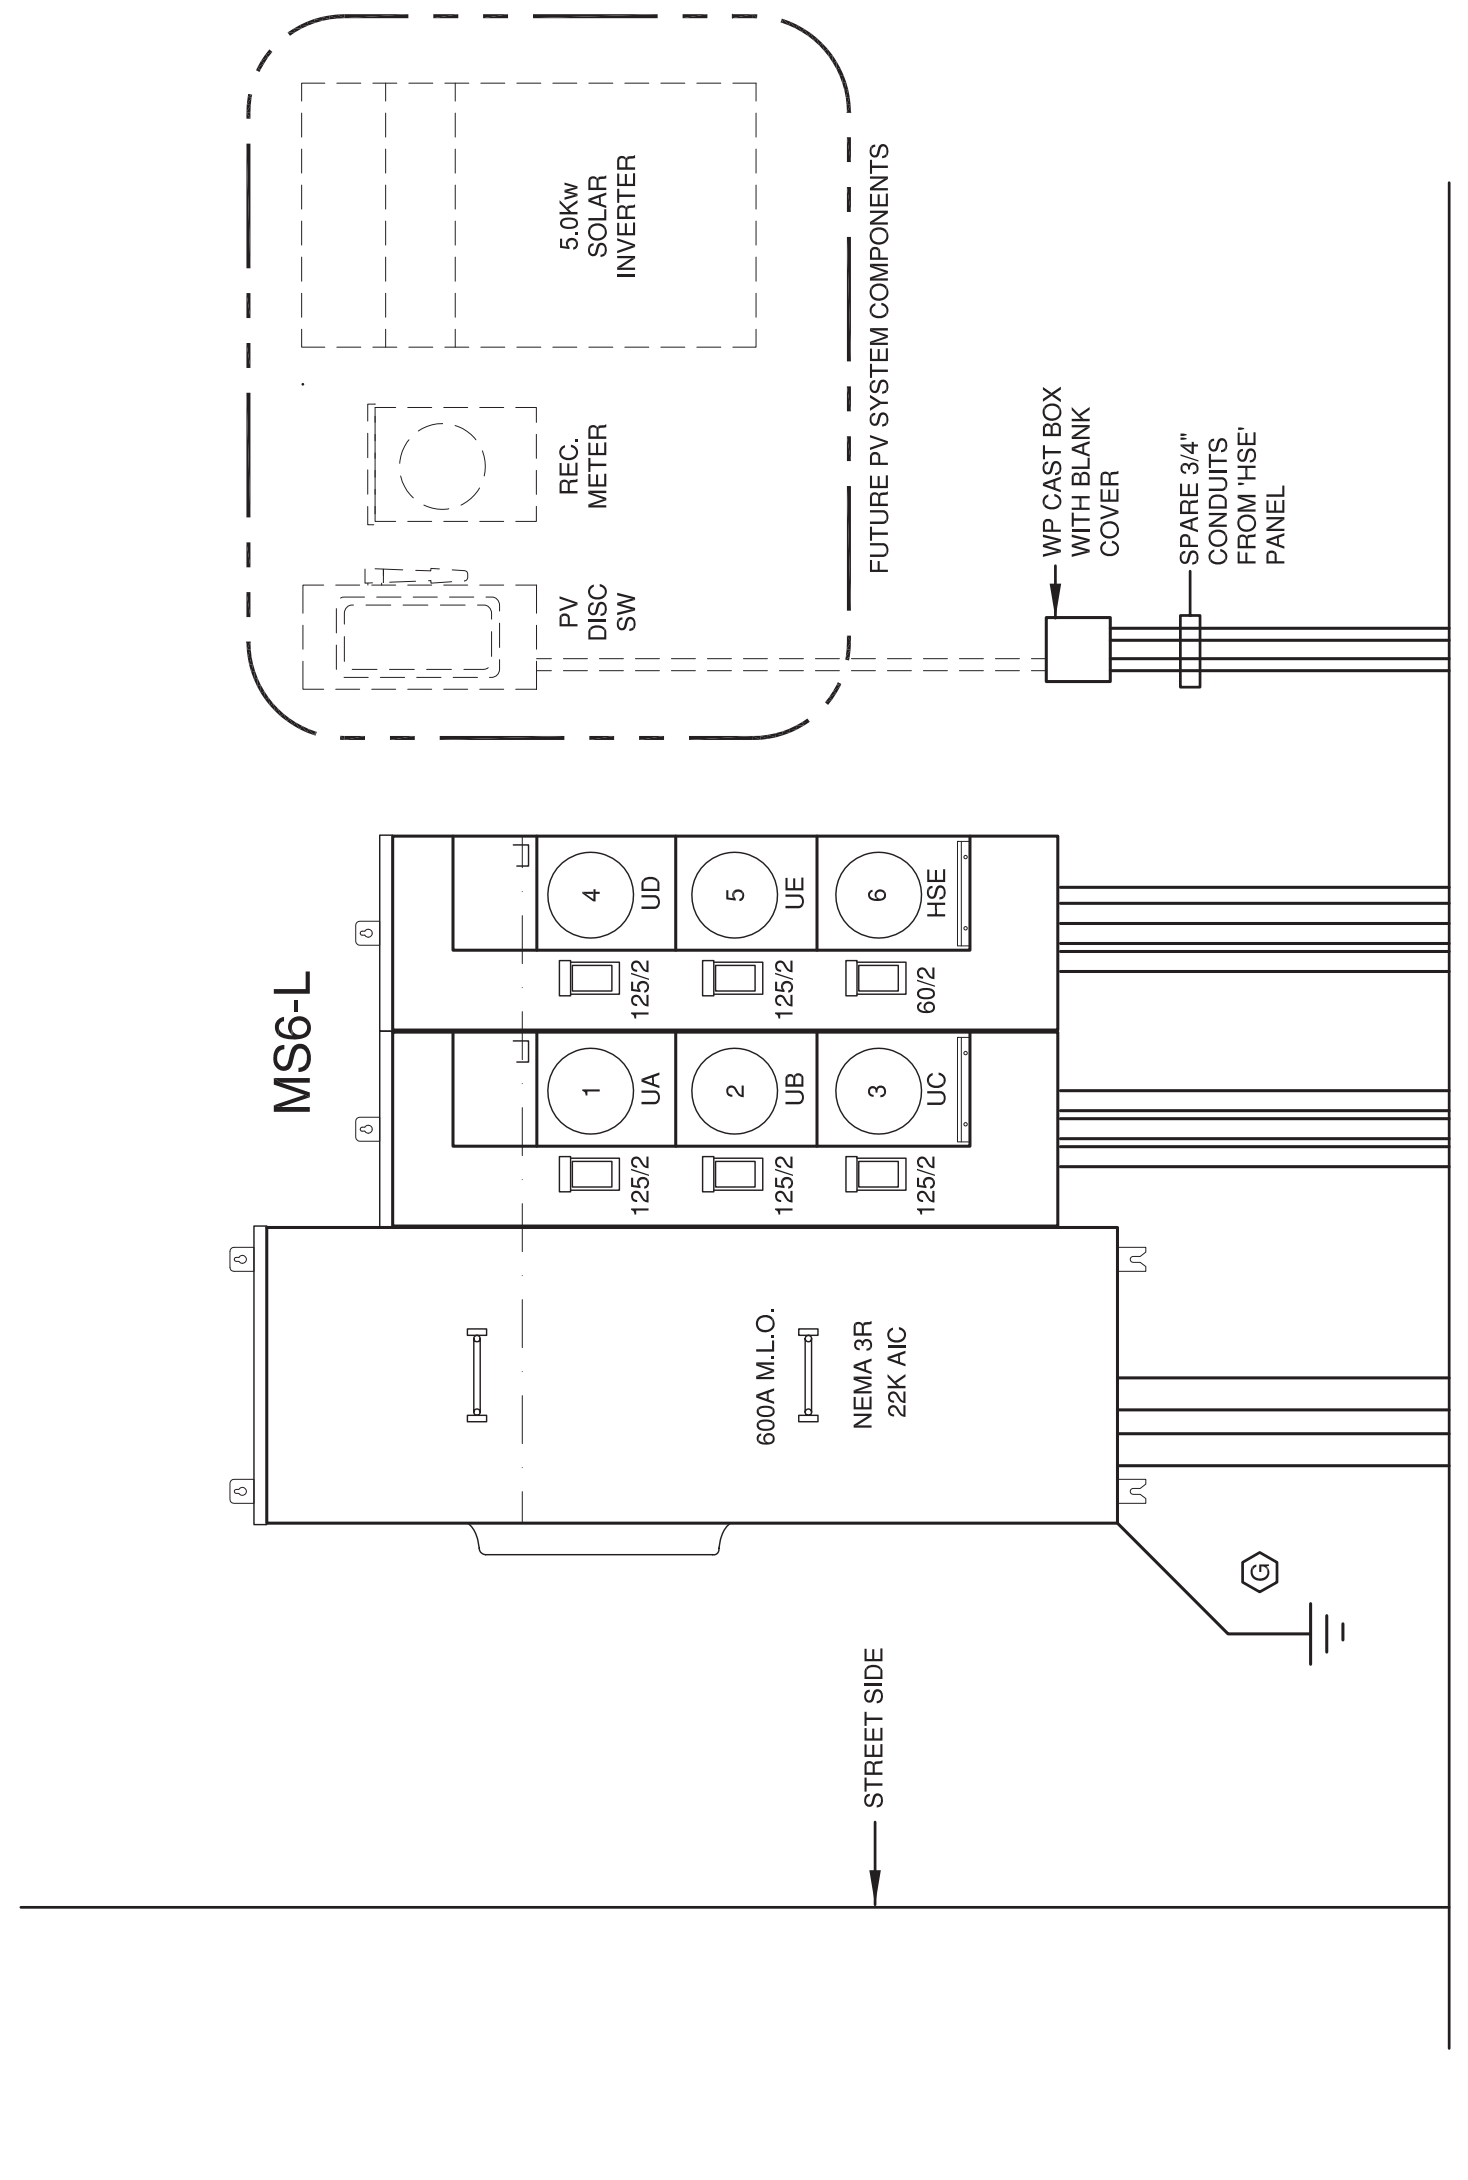 MS6-L
600A M.L.O.
NEMA 3R
22K AIC
1
UA
125/2
2
UB
125/2
3
UC
125/2
4
UD
125/2
5
UE
125/2
6
HSE
60/2
PV
DISC
SW
REC.
METER
5.0Kw
SOLAR
INVERTER
FUTURE PV SYSTEM COMPONENTS
WP CAST BOX
WITH BLANK
COVER
SPARE 3/4"
CONDUITS
FROM 'HSE'
PANEL
STREET SIDE
G